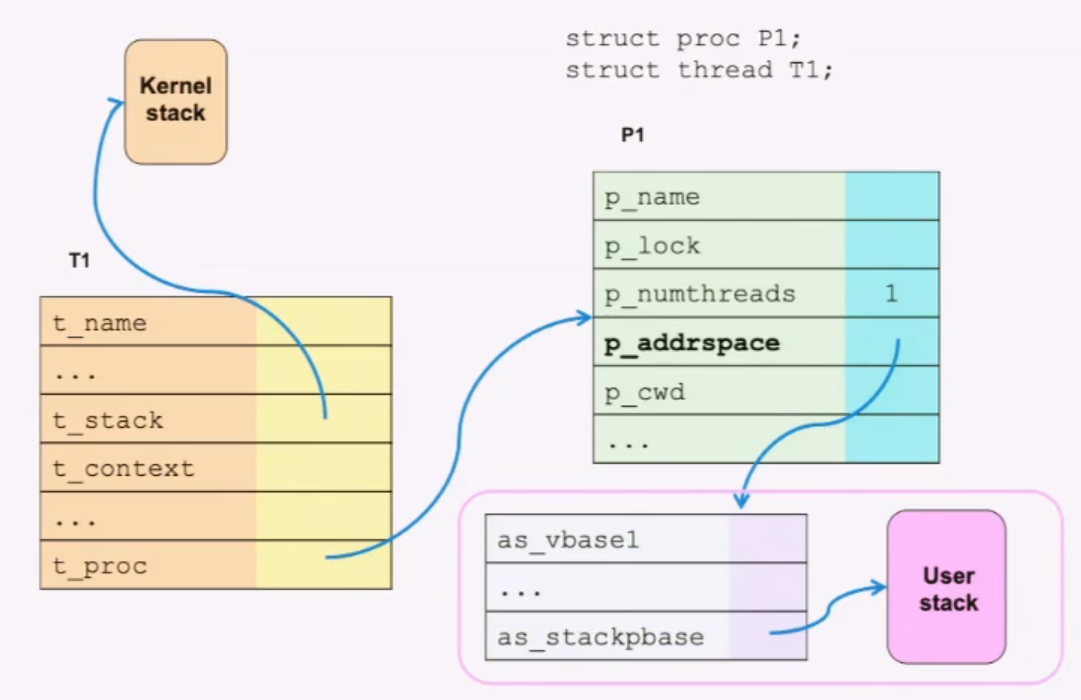 Kernel
stack
struct proc P1;
struct thread T1;
P1
p_name
p_lock
p_numthreads 1
p_addrspace
p_cwd
...
T1
t_name
...
t_stack
t_context
...
t_proc
as_vbase1
...
as_stackpbase
User
stack